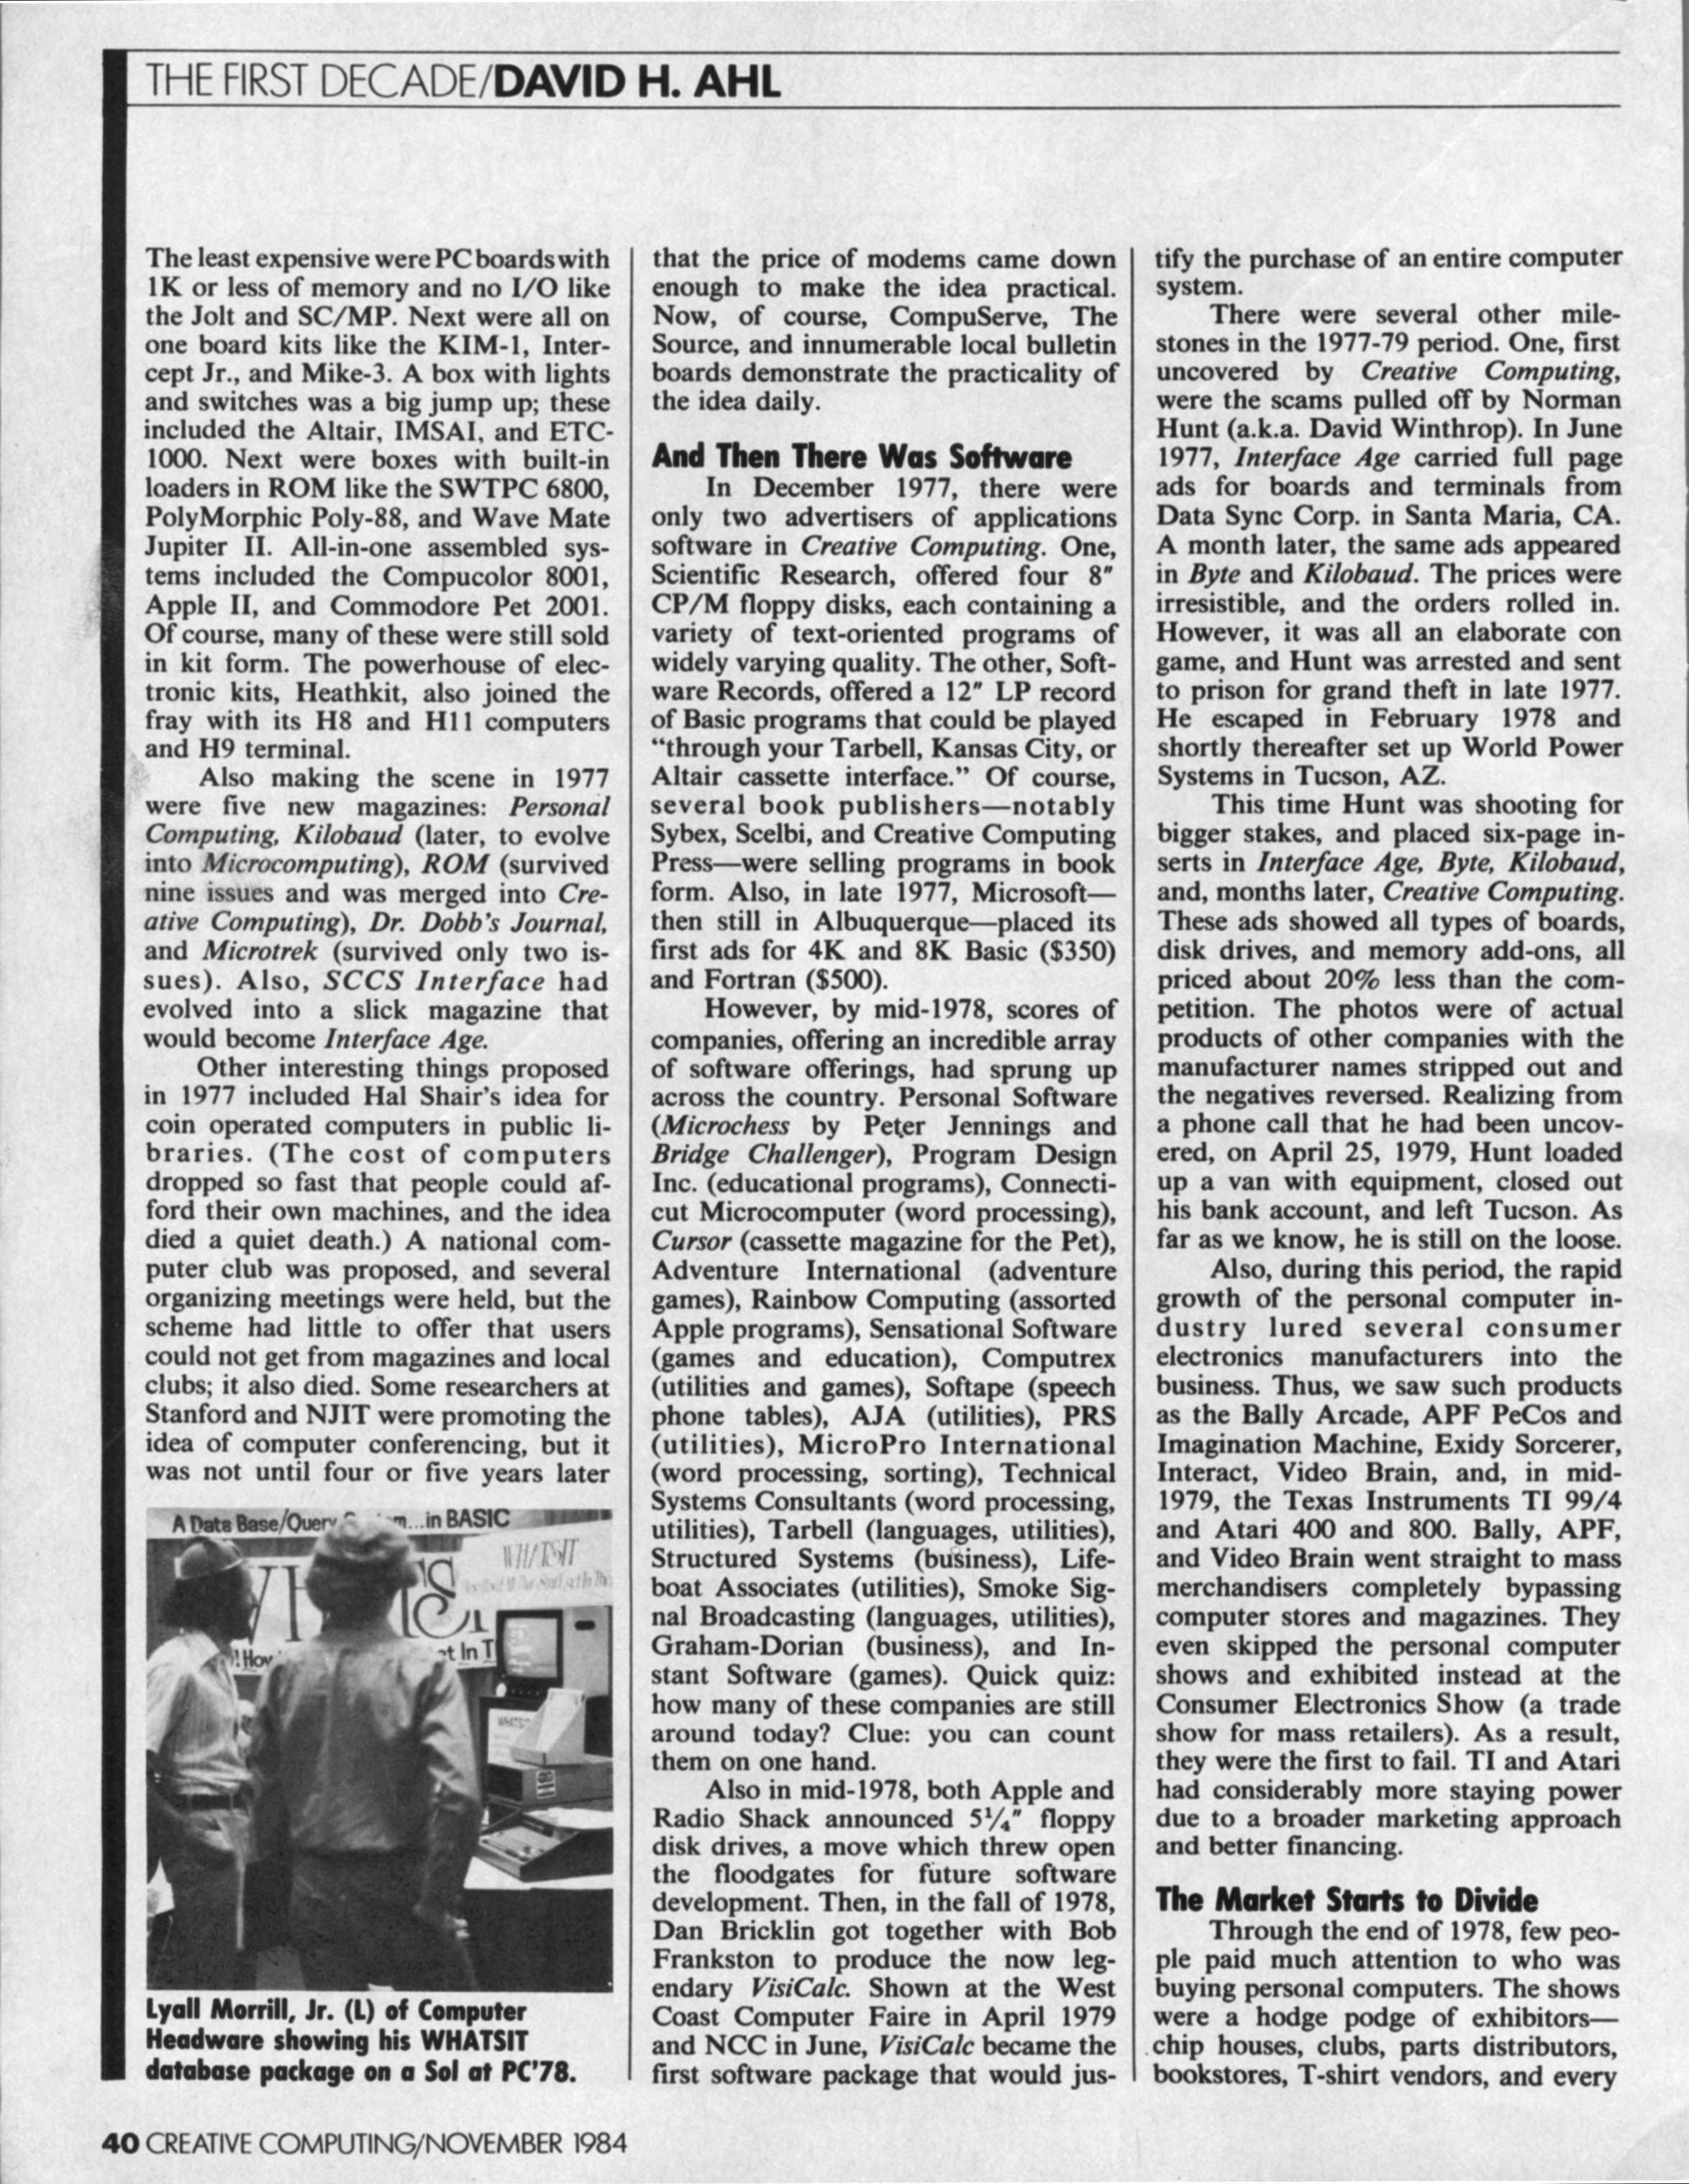 THE FIRST DECADE/DAVID H. AHL
The least expensive were PC boards with
1K or less of memory and no I/O like
the Jolt and SC/MP. Next were all on
one board kits like the KIM-1, Inter-
cept Jr., and Mike-3. A box with lights
and switches was a big jump up; these
included the Altair, IMSAI, and ETC-
1000. Next were boxes with built-in
loaders in ROM like the SWTPC 6800,
PolyMorphic Poly-88, and Wave Mate
Jupiter II. All-in-one assembled sys-
tems included the Compucolor 8001,
Apple II, and Commodore Pet 2001.
Of course, many of these were still sold
in kit form. The powerhouse of elec-
tronic kits, Heathkit, also joined the
fray with its H8 and H11 computers
and H9 terminal.
Also making the scene in 1977
were five new magazines: Personal
Computing, Kilobaud (later, to evolve
into Microcomputing), ROM (survived
nine issues and was merged into Cre-
ative Computing), Dr. Dobb's Journal,
and Microtrek (survived only two is-
sues). Also, SCCS Interface had
evolved into a slick magazine that
would become Interface Age.
Other interesting things proposed
in 1977 included Hal Shair's idea for
coin operated computers in public li-
braries. (The cost of computers
dropped so fast that people could af-
ford their own machines, and the idea
died a quiet death.) A national com-
puter club was proposed, and several
organizing meetings were held, but the
scheme had little to offer that users
could not get from magazines and local
clubs; it also died. Some researchers at
Stanford and NJIT were promoting the
idea of computer conferencing, but it
was not until four or five years later
A Data Base/Query ... in BASIC
WHATSIT
! How
t In T
WHATSIT
Lyall Morrill, Jr. (L) of Computer
Headware showing his WHATSIT
database package on a Sol at PC'78.
that the price of modems came down
enough to make the idea practical.
Now, of course, CompuServe, The
Source, and innumerable local bulletin
boards demonstrate the practicality of
the idea daily.
And Then There Was Software
In December 1977, there were
only two advertisers of applications
software in Creative Computing. One,
Scientific Research, offered four 8"
CP/M floppy disks, each containing a
variety of text-oriented programs of
widely varying quality. The other, Soft-
ware Records, offered a 12" LP record
of Basic programs that could be played
"through your Tarbell, Kansas City, or
Altair cassette interface." Of course,
several book publishers—notably
Sybex, Scelbi, and Creative Computing
Press—were selling programs in book
form. Also, in late 1977, Microsoft—
then still in Albuquerque—placed its
first ads for 4K and 8K Basic ($350)
and Fortran ($500).
However, by mid-1978, scores of
companies, offering an incredible array
of software offerings, had sprung up
across the country. Personal Software
(Microchess by Peter Jennings and
Bridge Challenger), Program Design
Inc. (educational programs), Connecti-
cut Microcomputer (word processing),
Cursor (cassette magazine for the Pet),
Adventure International (adventure
games), Rainbow Computing (assorted
Apple programs), Sensational Software
(games and education), Computrex
(utilities and games), Softape (speech
phone tables), AJA (utilities), PRS
(utilities), MicroPro International
(word processing, sorting), Technical
Systems Consultants (word processing,
utilities), Tarbell (languages, utilities),
Structured Systems (business), Life-
boat Associates (utilities), Smoke Sig-
nal Broadcasting (languages, utilities),
Graham-Dorian (business), and In-
stant Software (games). Quick quiz:
how many of these companies are still
around today? Clue: you can count
them on one hand.
Also in mid-1978, both Apple and
Radio Shack announced 5¼" floppy
disk drives, a move which threw open
the floodgates for future software
development. Then, in the fall of 1978,
Dan Bricklin got together with Bob
Frankston to produce the now leg-
endary VisiCalc. Shown at the West
Coast Computer Faire in April 1979
and NCC in June, VisiCalc became the
first software package that would jus-
tify the purchase of an entire computer
system.
There were several other mile-
stones in the 1977-79 period. One, first
uncovered by Creative Computing,
were the scams pulled off by Norman
Hunt (a.k.a. David Winthrop). In June
1977, Interface Age carried full page
ads for boards and terminals from
Data Sync Corp. in Santa Maria, CA.
A month later, the same ads appeared
in Byte and Kilobaud. The prices were
irresistible, and the orders rolled in.
However, it was all an elaborate con
game, and Hunt was arrested and sent
to prison for grand theft in late 1977.
He escaped in February 1978 and
shortly thereafter set up World Power
Systems in Tucson, AZ.
This time Hunt was shooting for
bigger stakes, and placed six-page in-
serts in Interface Age, Byte, Kilobaud,
and, months later, Creative Computing.
These ads showed all types of boards,
disk drives, and memory add-ons, all
priced about 20% less than the com-
petition. The photos were of actual
products of other companies with the
manufacturer names stripped out and
the negatives reversed. Realizing from
a phone call that he had been uncov-
ered, on April 25, 1979, Hunt loaded
up a van with equipment, closed out
his bank account, and left Tucson. As
far as we know, he is still on the loose.
Also, during this period, the rapid
growth of the personal computer in-
dustry lured several consumer
electronics manufacturers into the
business. Thus, we saw such products
as the Bally Arcade, APF PeCos and
Imagination Machine, Exidy Sorcerer,
Interact, Video Brain, and, in mid-
1979, the Texas Instruments TI 99/4
and Atari 400 and 800. Bally, APF,
and Video Brain went straight to mass
merchandisers completely bypassing
computer stores and magazines. They
even skipped the personal computer
shows and exhibited instead at the
Consumer Electronics Show (a trade
show for mass retailers). As a result,
they were the first to fail. TI and Atari
had considerably more staying power
due to a broader marketing approach
and better financing.
The Market Starts to Divide
Through the end of 1978, few peo-
ple paid much attention to who was
buying personal computers. The shows
were a hodge podge of exhibitors—
chip houses, clubs, parts distributors,
bookstores, T-shirt vendors, and every
40 CREATIVE COMPUTING/NOVEMBER 1984